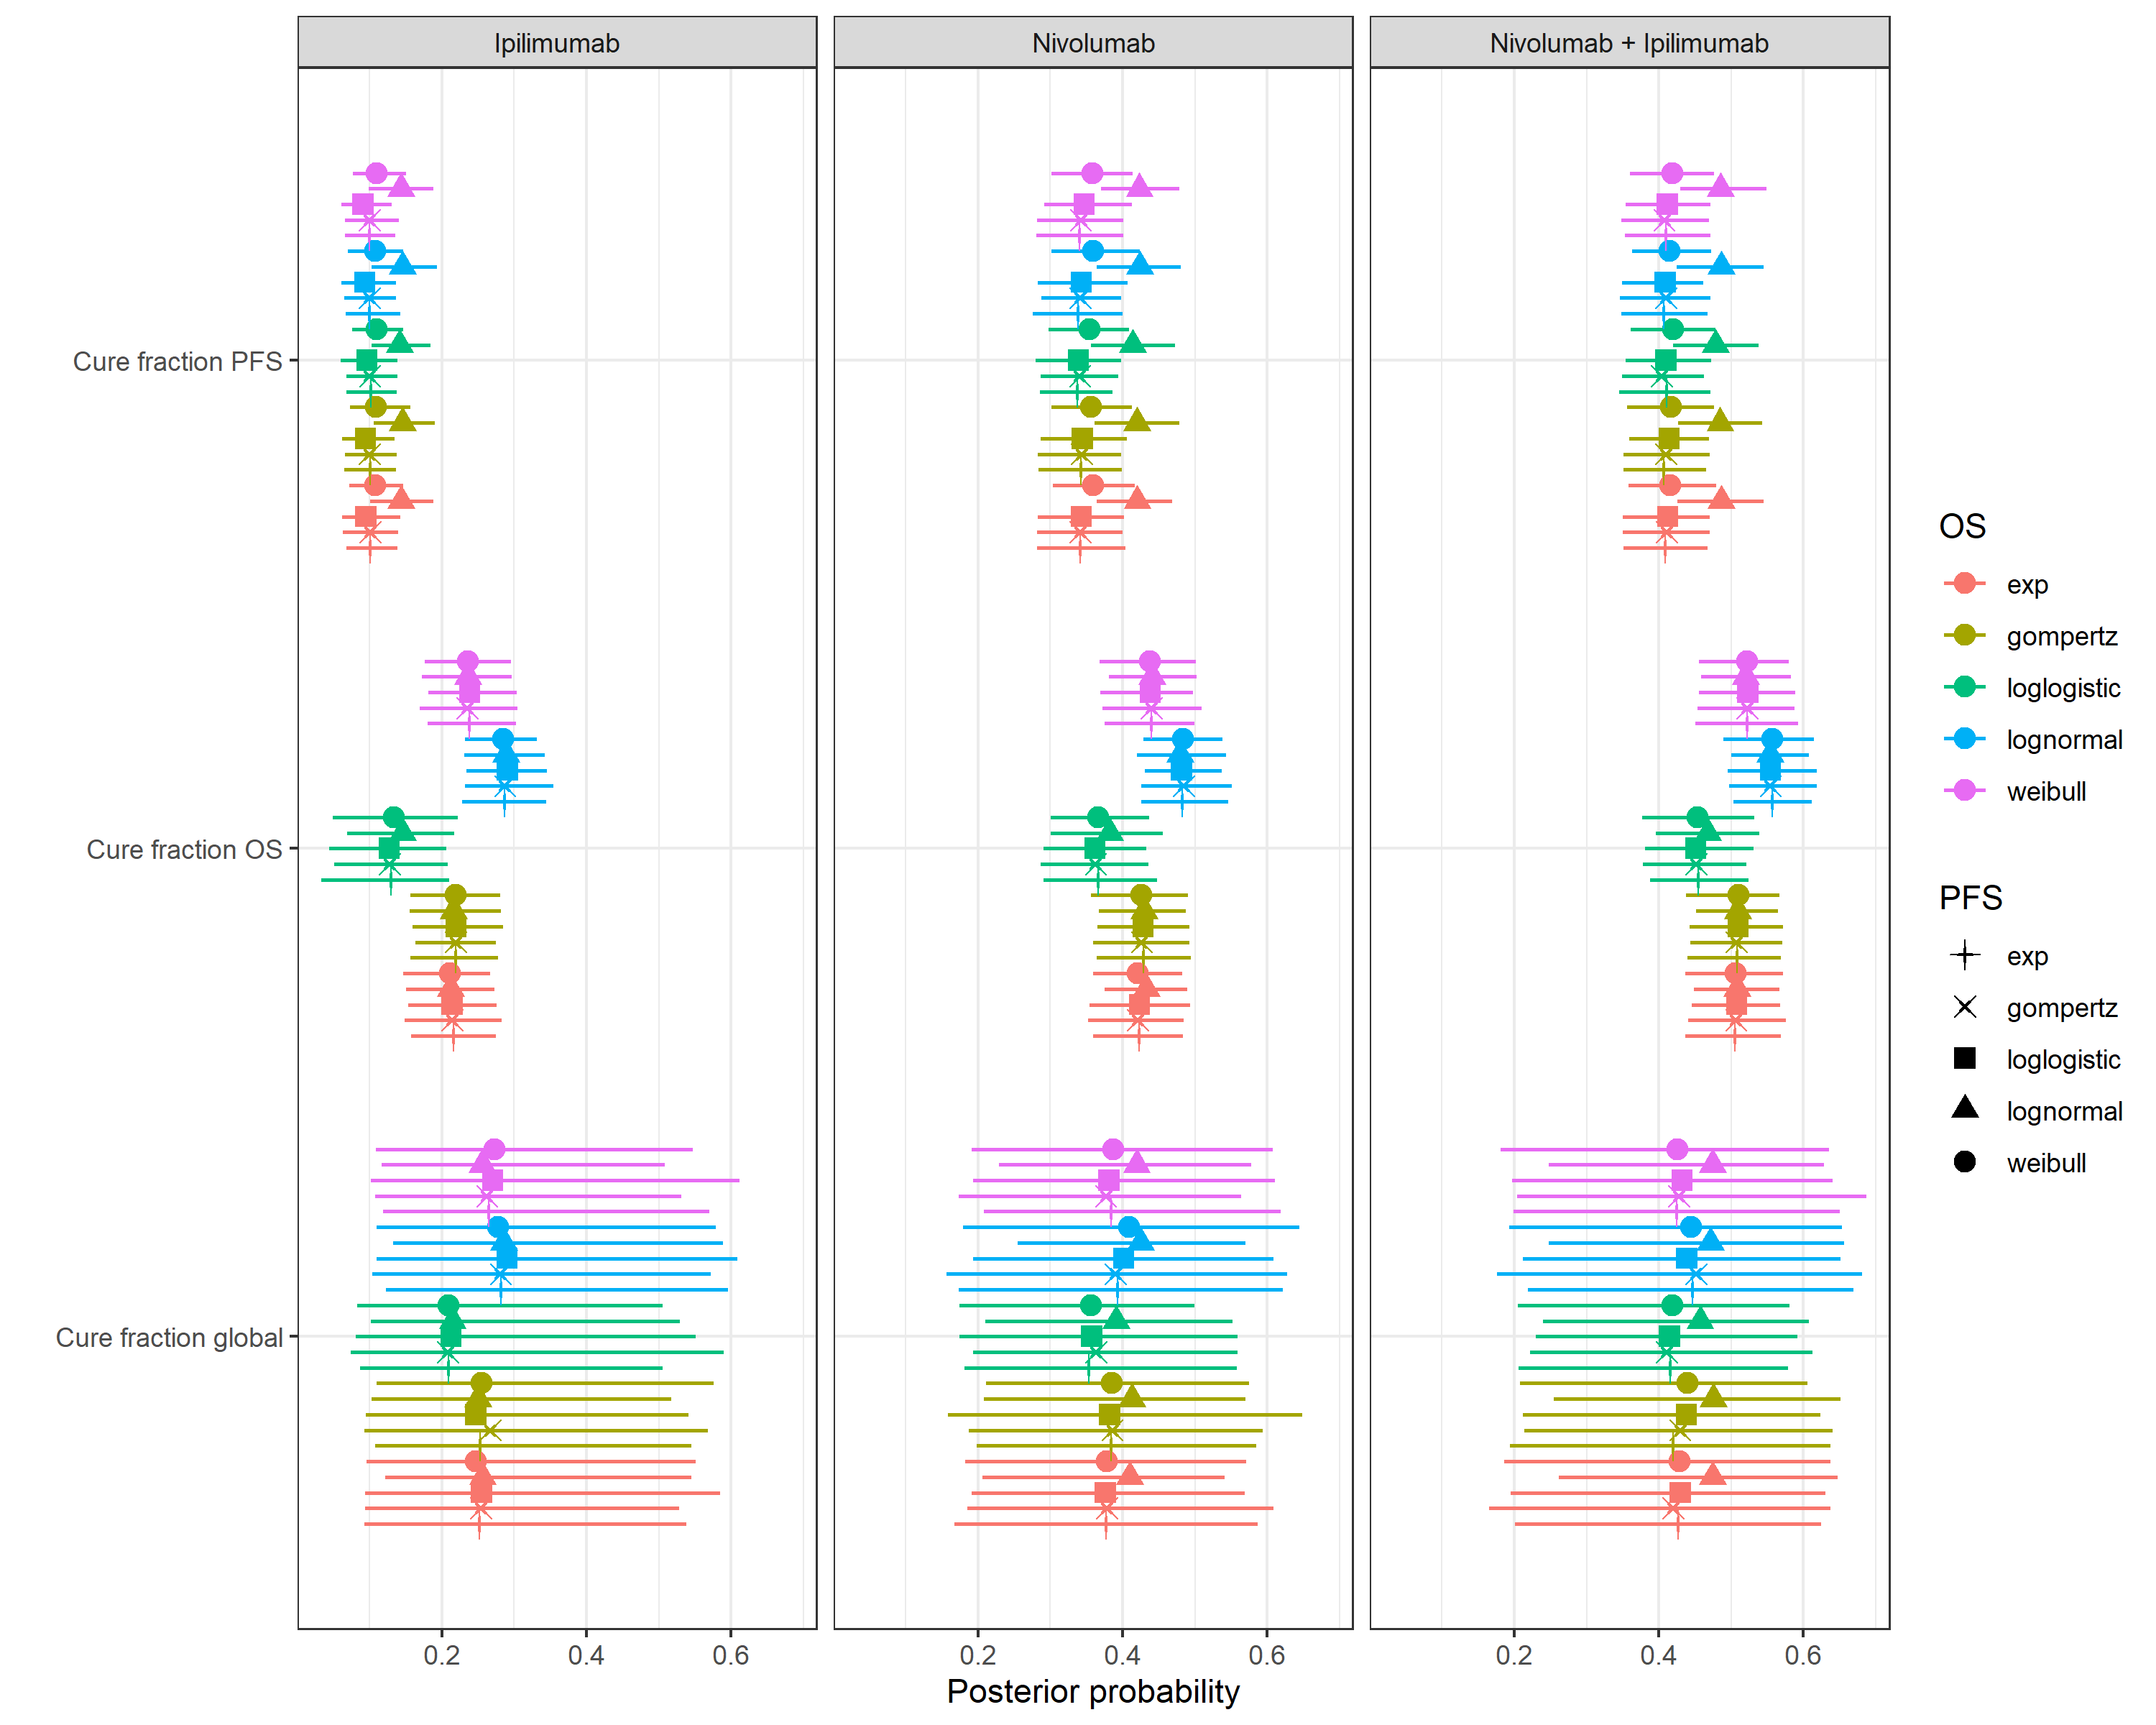 Ipilimumab
Nivolumab
Nivolumab + Ipilimumab
Cure fraction PFS
Cure fraction OS
Cure fraction global
0.2
0.4
0.6
0.2
0.4
0.6
0.2
0.4
0.6
Posterior probability
OS
exp
gompertz
loglogistic
lognormal
weibull
PFS
exp
gompertz
loglogistic
lognormal
weibull